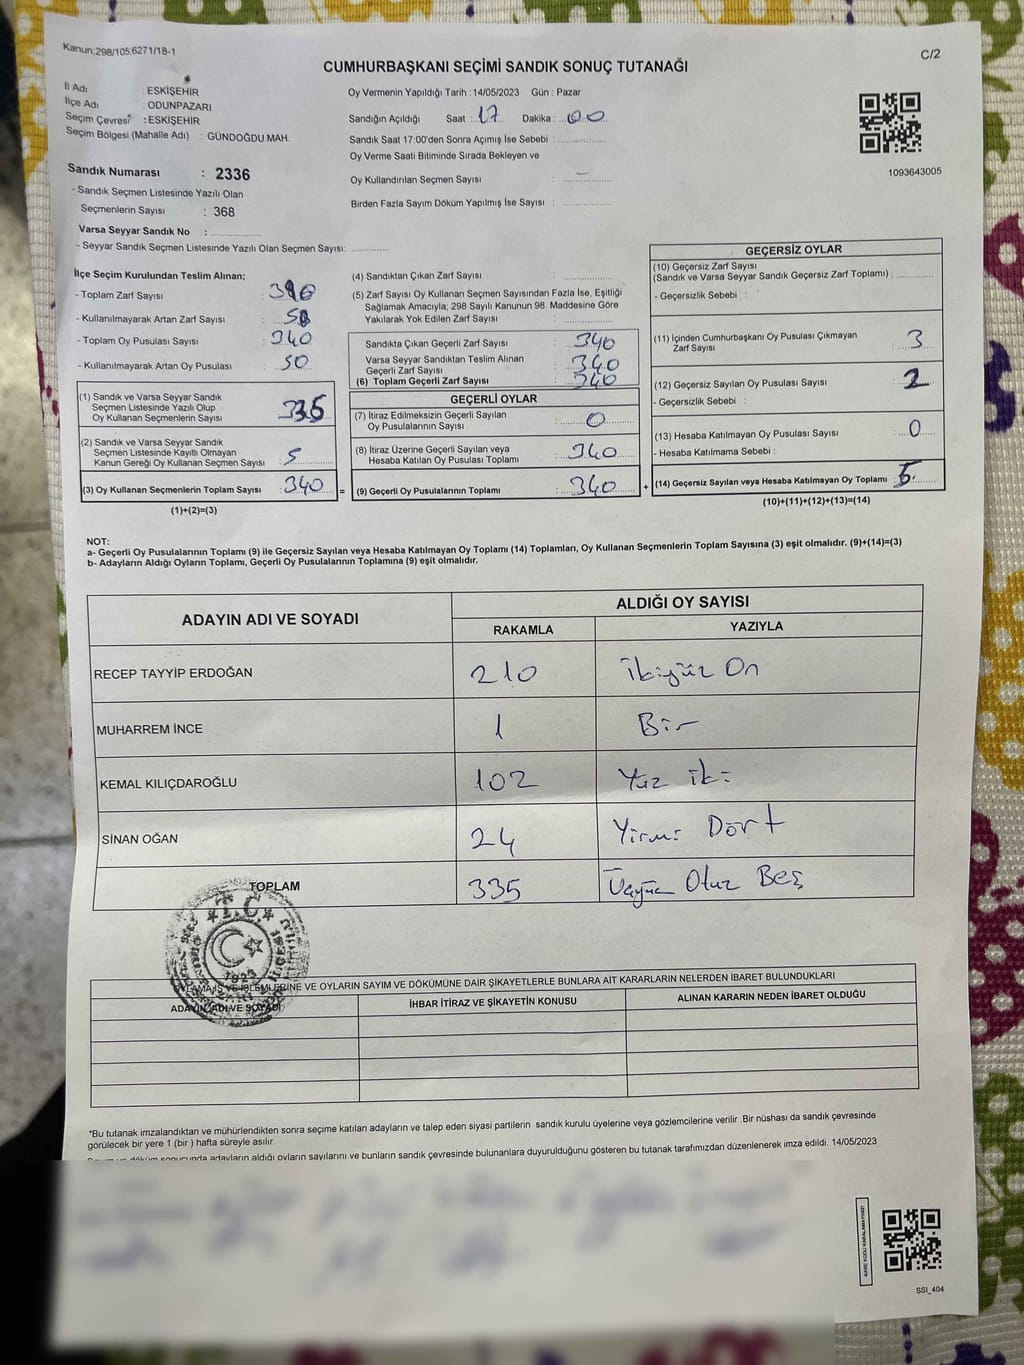 Kanun:298/105,6271/18-1
C/2
CUMHURBAŞKANI SEÇİMİ SANDIK SONUÇ TUTANAĞI
İl Adı : ESKİŞEHİR
İlçe Adı : ODUNPAZARI
Seçim Çevresi : ESKİŞEHİR
Seçim Bölgesi (Mahalle Adı) : GÜNDOĞDU MAH.
Oy Vermenin Yapıldığı Tarih :14/05/2023 Gün : Pazar
Sandığın Açıldığı Saat : 17 Dakika : 00
Sandık Saat 17:00'den Sonra Açımış İse Sebebi :
Oy Verme Saati Bitiminde Sırada Bekleyen ve
Oy Kullandırılan Seçmen Sayısı : -
Birden Fazla Sayım Döküm Yapılmış İse Sayısı :
1093643005
Sandık Numarası : 2336
- Sandık Seçmen Listesinde Yazılı Olan
Seçmenlerin Sayısı : 368
Varsa Seyyar Sandık No :
- Seyyar Sandık Seçmen Listesinde Yazılı Olan Seçmen Sayısı:
İlçe Seçim Kurulundan Teslim Alınan;
- Toplam Zarf Sayısı :
- Kullanılmayarak Artan Zarf Sayısı :
- Toplam Oy Pusulası Sayısı : 340
- Kullanılmayarak Artan Oy Pusulası : 50
(1) Sandık ve Varsa Seyyar Sandık
Seçmen Listesinde Yazılı Olup
Oy Kullanan Seçmenlerin Sayısı : 335
(2) Sandık ve Varsa Seyyar Sandık
Seçmen Listesinde Kayıtlı Olmayan
Kanun Gereği Oy Kullanan Seçmen Sayısı : 5
(3) Oy Kullanan Seçmenlerin Toplam Sayısı : 340
(1)+(2)=(3)
(4) Sandıktan Çıkan Zarf Sayısı :
(5) Zarf Sayısı Oy Kullanan Seçmen Sayısından Fazla İse, Eşitliği
Sağlamak Amacıyla; 298 Sayılı Kanunun 98. Maddesine Göre
Yakılarak Yok Edilen Zarf Sayısı :
Sandıkta Çıkan Geçerli Zarf Sayısı : 340
Varsa Seyyar Sandıktan Teslim Alınan
Geçerli Zarf Sayısı : 340
(6) Toplam Geçerli Zarf Sayısı : 340
GEÇERLİ OYLAR
(7) İtiraz Edilmeksizin Geçerli Sayılan
Oy Pusulalarının Sayısı : 0
(8) İtiraz Üzerine Geçerli Sayılan veya
Hesaba Katılan Oy Pusulası Toplamı : 340
= (9) Geçerli Oy Pusulalarının Toplamı : 340
GEÇERSİZ OYLAR
(10) Geçersiz Zarf Sayısı
(Sandık ve Varsa Seyyar Sandık Geçersiz Zarf Toplamı) :
- Geçersizlik Sebebi :
(11) İçinden Cumhurbaşkanı Oy Pusulası Çıkmayan
Zarf Sayısı : 3
(12) Geçersiz Sayılan Oy Pusulası Sayısı : 2
- Geçersizlik Sebebi :
(13) Hesaba Katılmayan Oy Pusulası Sayısı : 0
- Hesaba Katılmama Sebebi :
+ (14) Geçersiz Sayılan veya Hesaba Katılmayan Oy Toplamı : 5
(10)+(11)+(12)+(13)=(14)
NOT:
a- Geçerli Oy Pusulalarının Toplamı (9) ile Geçersiz Sayılan veya Hesaba Katılmayan Oy Toplamı (14) Toplamları, Oy Kullanan Seçmenlerin Toplam Sayısına (3) eşit olmalıdır. (9)+(14)=(3)
b- Adayların Aldığı Oyların Toplamı, Geçerli Oy Pusulalarının Toplamına (9) eşit olmalıdır.
ADAYIN ADI VE SOYADI
ALDIĞI OY SAYISI
RAKAMLA YAZIYLA
RECEP TAYYİP ERDOĞAN 210 İkiyüz On
MUHARREM İNCE 1 Bir
KEMAL KILIÇDAROĞLU 102 Yüz iki
SİNAN OĞAN 24 Yirmi Dört
TOPLAM 335 Üçyüz Otuz Beş
T.C.
1923
VE İŞLEMLERİNE VE OYLARIN SAYIM VE DÖKÜMÜNE DAİR ŞİKAYETLERLE BUNLARA AİT KARARLARIN NELERDEN İBARET BULUNDUKLARI
ADAYIN ADI VE SOYADI İHBAR İTİRAZ VE ŞİKAYETİN KONUSU ALINAN KARARIN NEDEN İBARET OLDUĞU
*Bu tutanak imzalandıktan ve mühürlendikten sonra seçime katılan adayların ve talep eden siyasi partilerin sandık kurulu üyelerine veya gözlemcilerine verilir .Bir nüshası da sandık çevresinde
görülecek bir yere 1 (bir ) hafta süreyle asılır.
döküm sonucunda adayların aldığı oyların sayılarını ve bunların sandık çevresinde bulunanlara duyurulduğunu gösteren bu tutanak tarafımızdan düzenlenerek imza edildi. 14/05/2023
KARE KODU KARALAMAYINIZ!
SSI_404